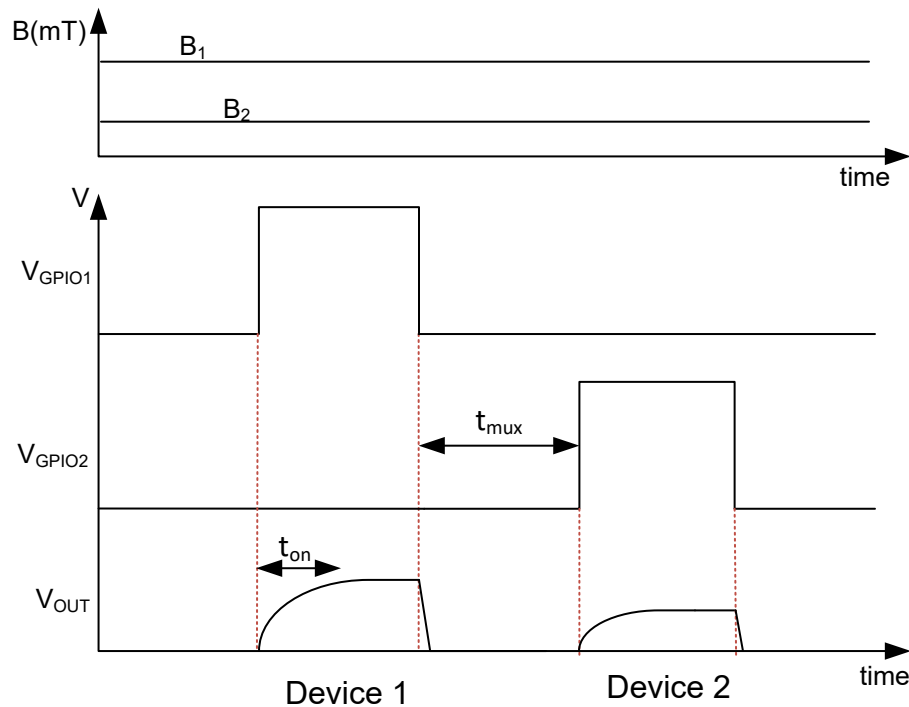 B(mT)
B1
B2
time
V
VGPIO1
tmux
VGPIO2
ton
VOUT
time
Device 1
Device 2